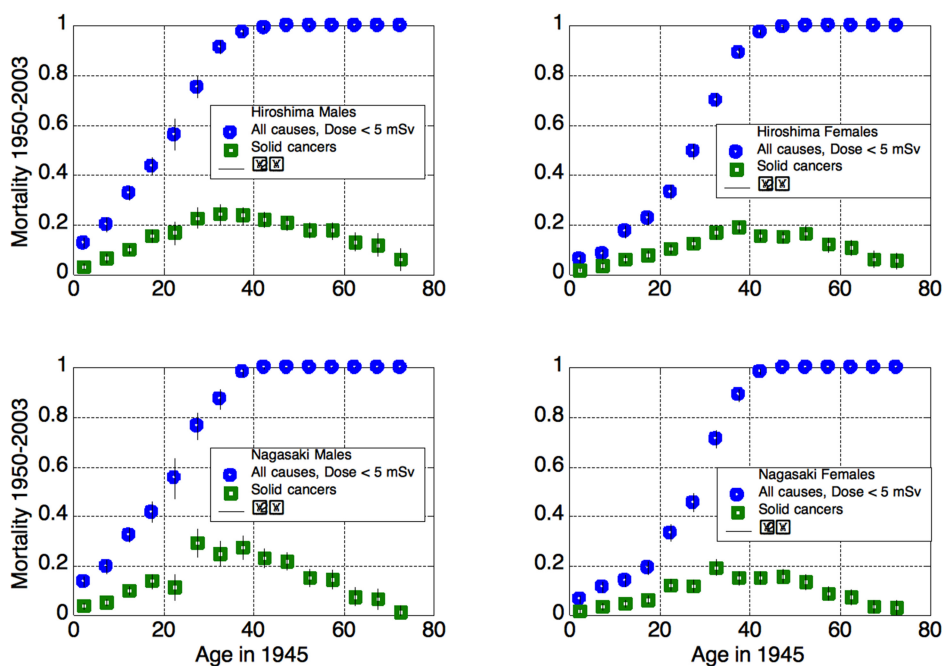 1
0.8
0.6
0.4
0.2
0
Mortality 1950-2003
Hiroshima Males
All causes, Dose < 5 mSv
Solid cancers
0 20 40 60 80
1
0.8
0.6
0.4
0.2
0
Hiroshima Females
All causes, Dose < 5 mSv
Solid cancers
0 20 40 60 80
1
0.8
0.6
0.4
0.2
0
Mortality 1950-2003
Nagasaki Males
All causes, Dose < 5 mSv
Solid cancers
0 20 40 60 80
Age in 1945
1
0.8
0.6
0.4
0.2
0
Nagasaki Females
All causes, Dose < 5 mSv
Solid cancers
0 20 40 60 80
Age in 1945